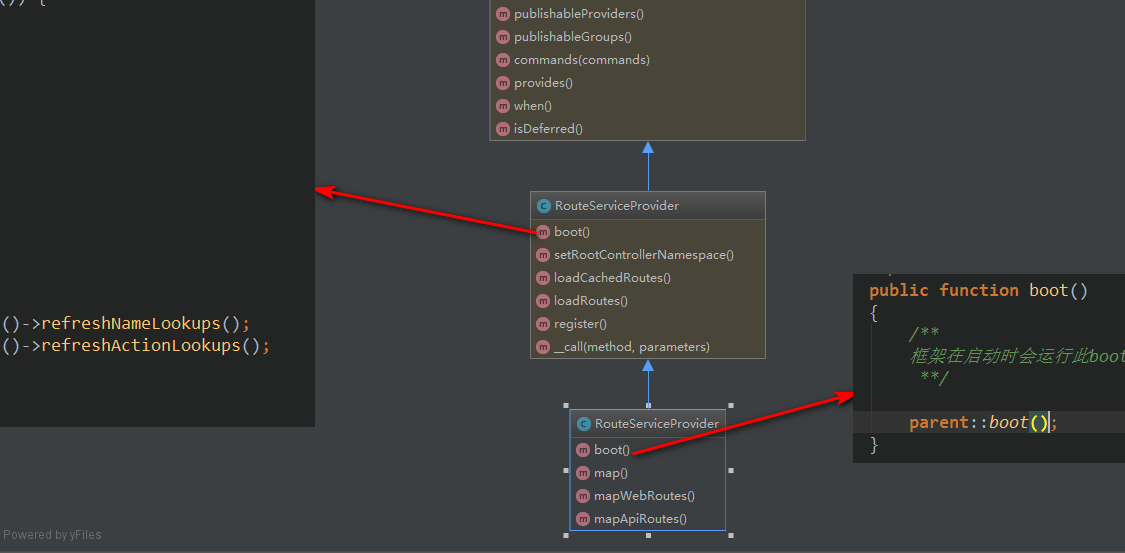 ()) {
()->refreshNameLookups();
()->refreshActionLookups();
publishableProviders()
publishableGroups()
commands(commands)
provides()
when()
isDeferred()
RouteServiceProvider
boot()
setRootControllerNamespace()
loadCachedRoutes()
loadRoutes()
register()
__call(method, parameters)
RouteServiceProvider
boot()
map()
mapWebRoutes()
mapApiRoutes()
public function boot()
{
/**
框架在启动时会运行此boot
**/
parent::boot();
}
Powered by yFiles